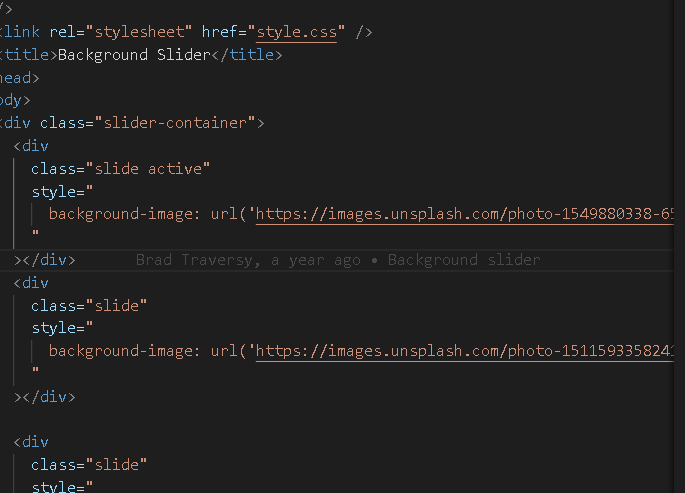 />
<link rel="stylesheet" href="style.css" />
<title>Background Slider</title>
head>
ody>
<div class="slider-container">
<div
class="slide active"
style="
background-image: url('https://images.unsplash.com/photo-1549880338-65
"
></div> Brad Traversy, a year ago • Background slider
<div
class="slide"
style="
background-image: url('https://images.unsplash.com/photo-1511593358241
"
></div>
<div
class="slide"
style="